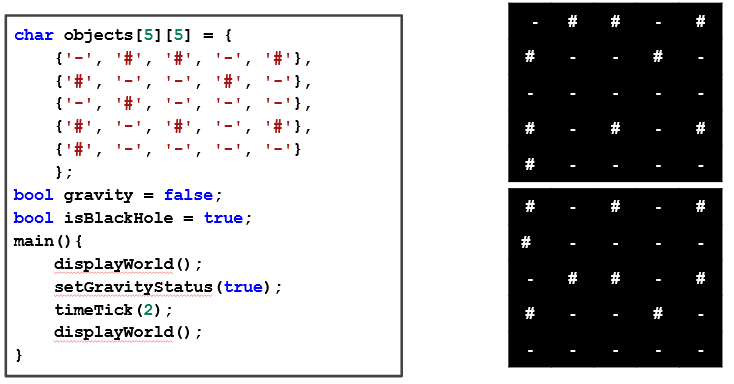 char objects[5][5] = {
{'-', '#', '#', '-', '#'},
{'#', '-', '-', '#', '-'},
{'-', '#', '-', '-', '-'},
{'#', '-', '#', '-', '#'},
{'#', '-', '-', '-', '-'}
};
bool gravity = false;
bool isBlackHole = true;
main(){
displayWorld();
setGravityStatus(true);
timeTick(2);
displayWorld();
}
- # # - #
# - - # -
- - - - -
# - # - #
# - - - -
# - # - #
# - - - -
- # # - #
# - - # -
- - - - -